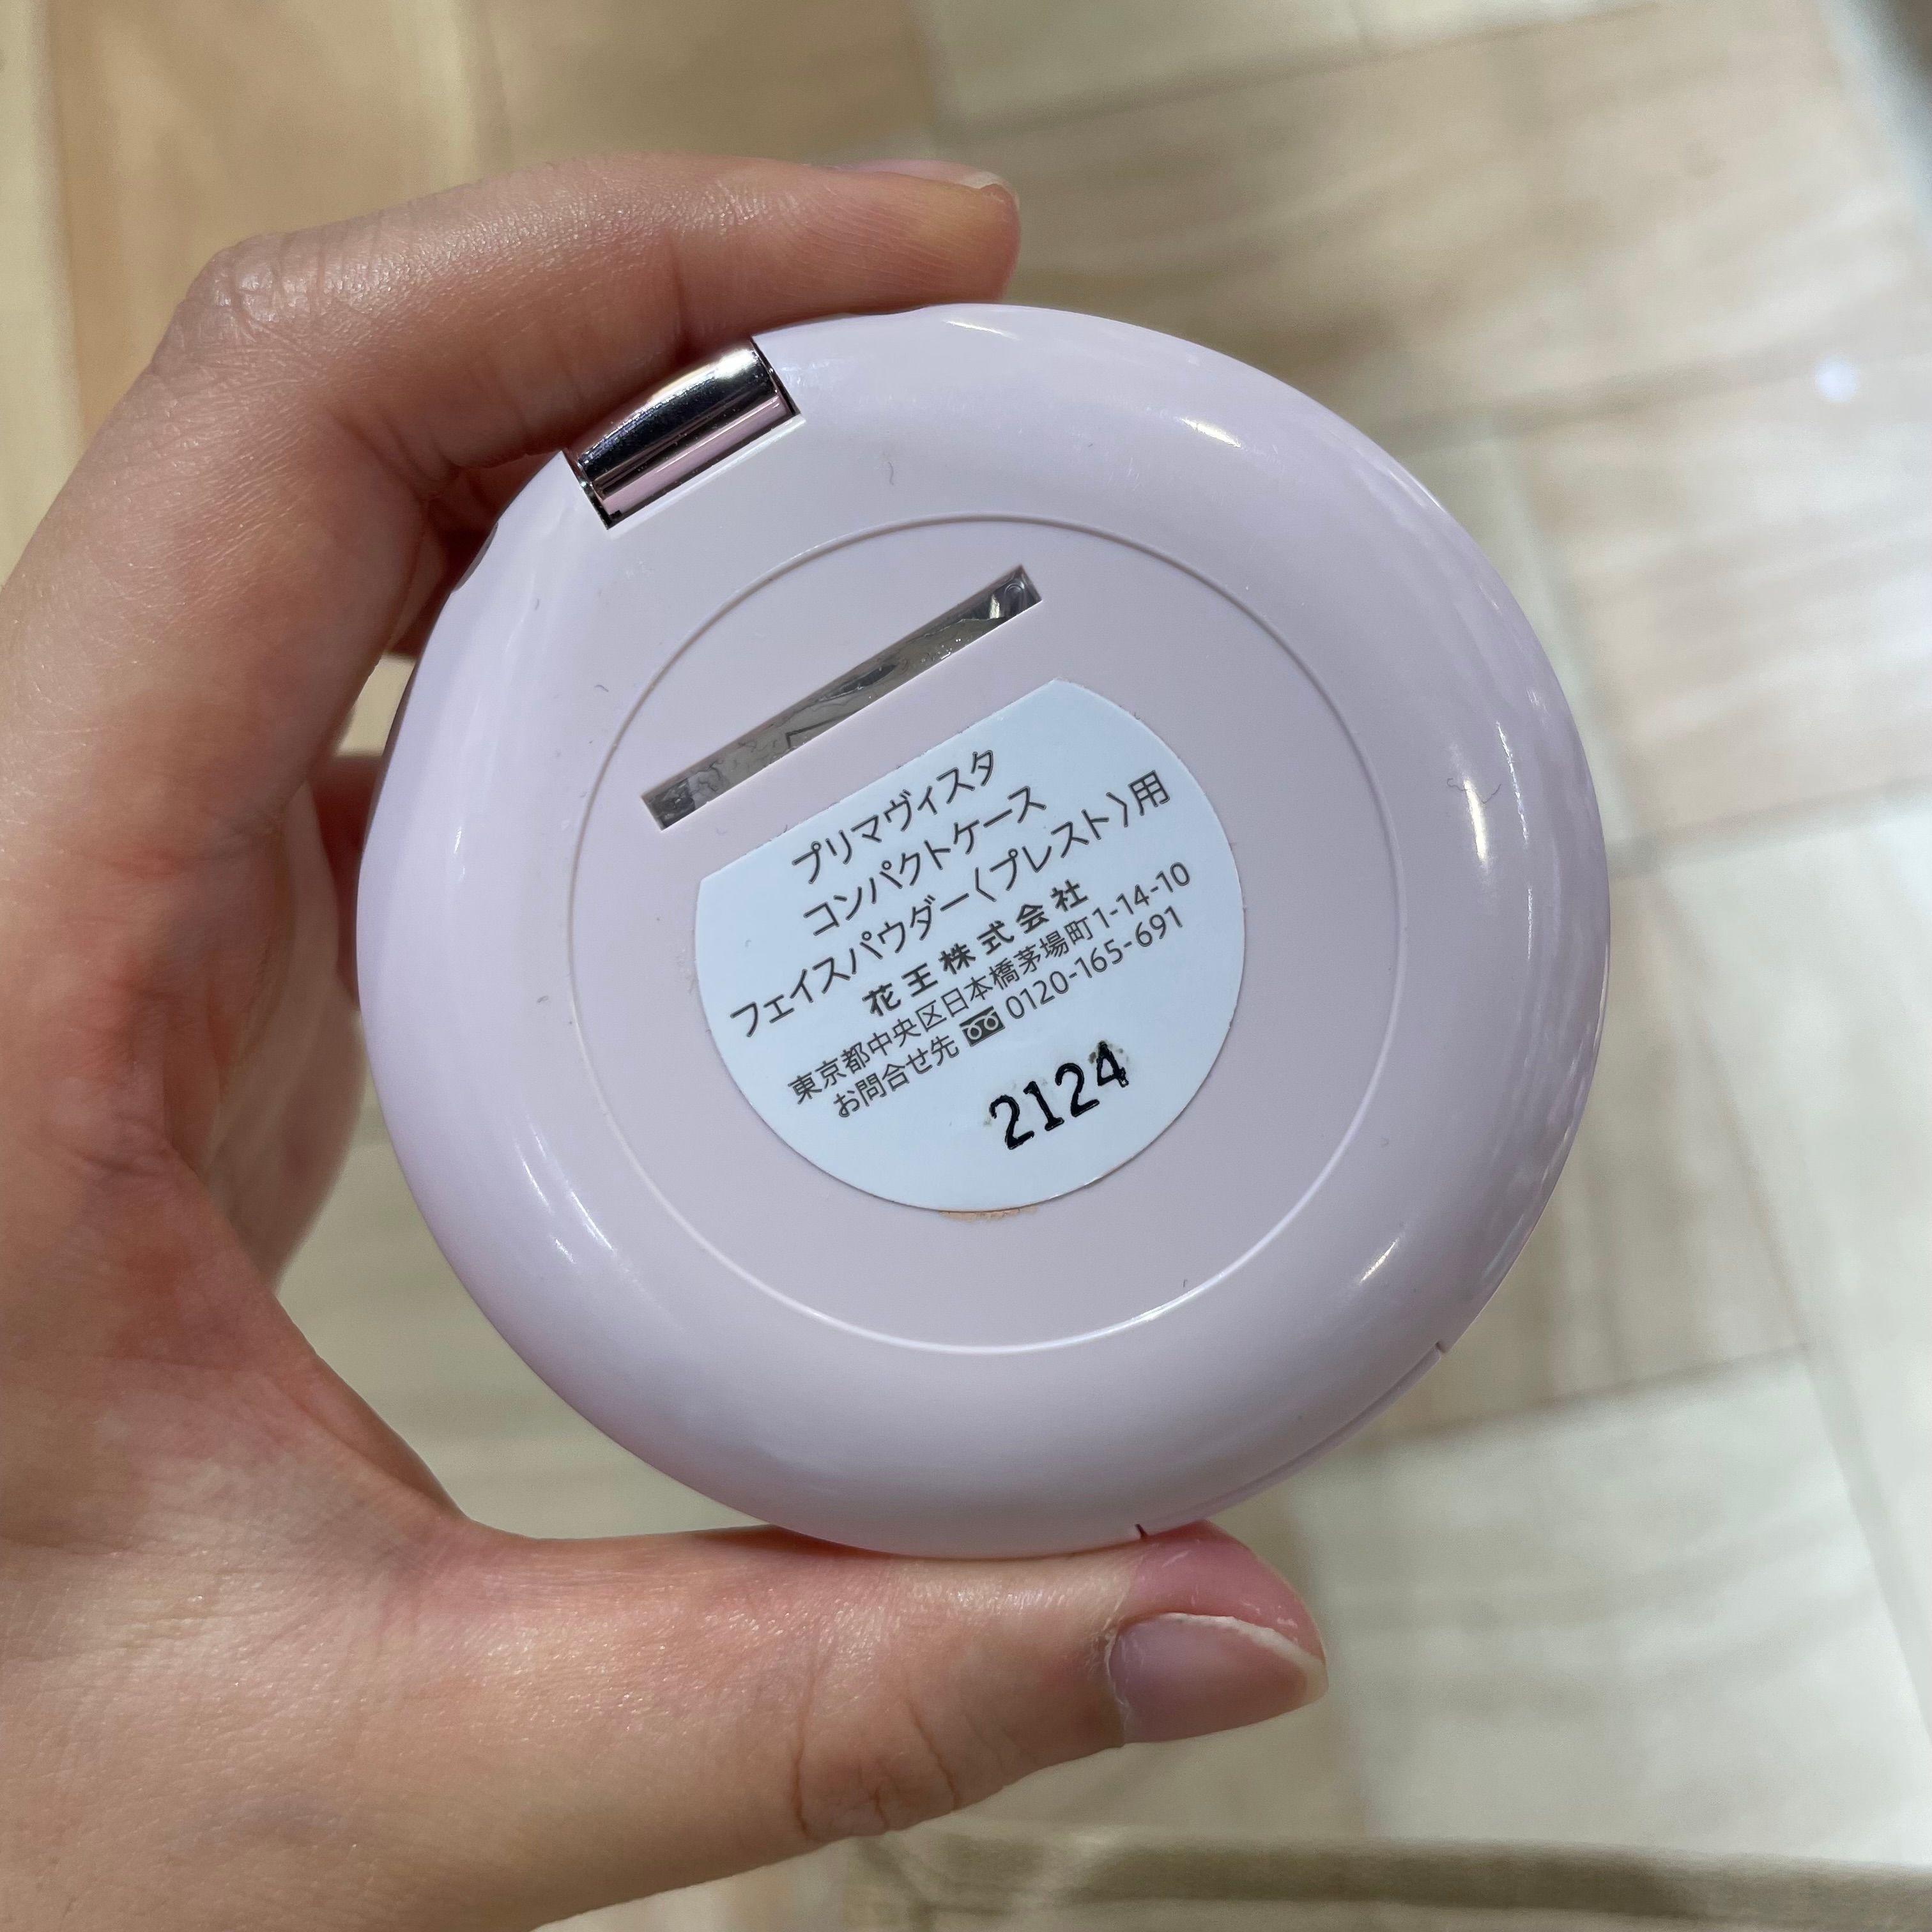 プリマヴィスタ
コンパクトケース
フェイスパウダー〈プレスト〉用
花王株式会社
東京都中央区日本橋茅場町1-14-10
お問合せ先 0120-165-691
2124